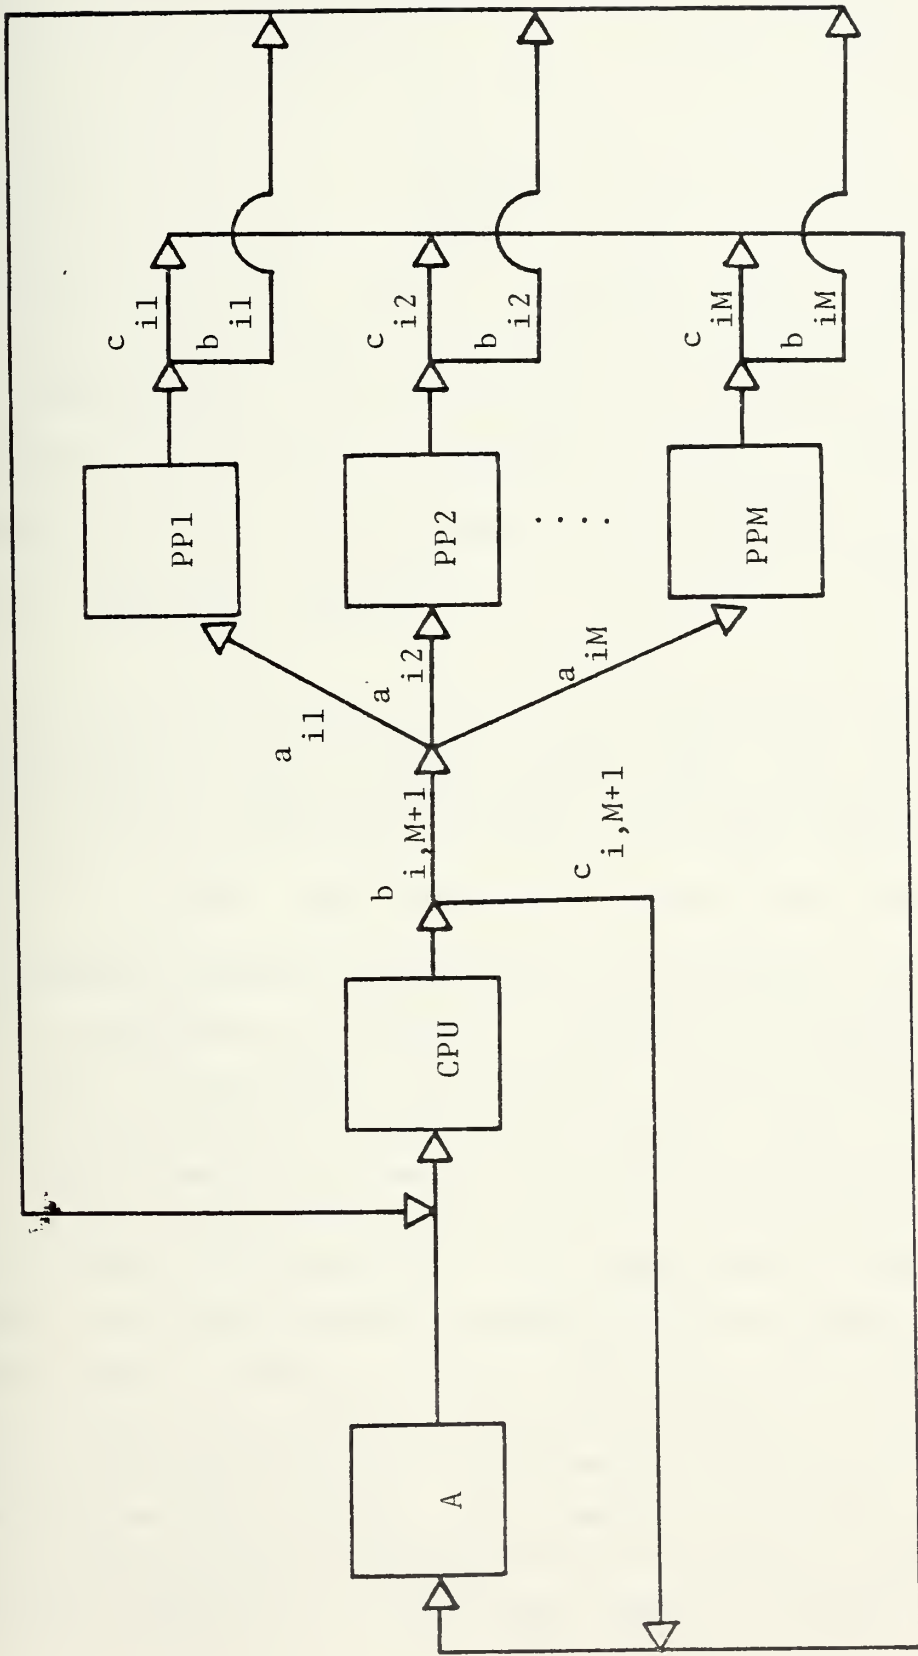 A
CPU
b i,M+1
c i,M+1
a i1
a i2
a iM
PP1
PP2
. . . .
PPM
c i1
b i1
c i2
b i2
c iM
b iM